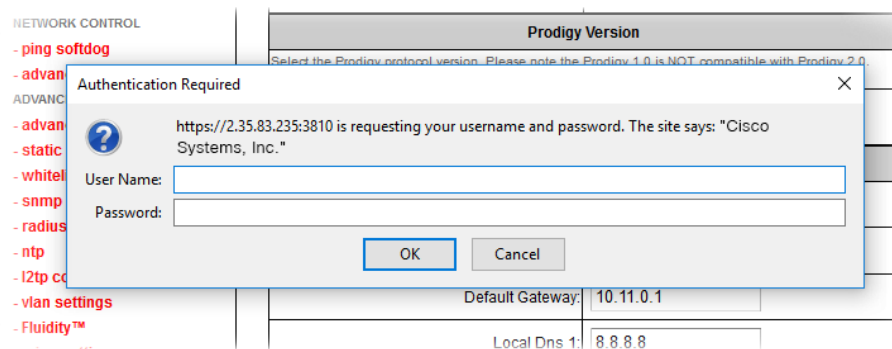 NETWORK CONTROL
- ping softdog
- advan
ADVANC
- advan
- static
- whitel
- snmp
- radius
- ntp
- l2tp co
- vlan settings
- Fluidity™
Prodigy Version
Select the Prodigy protocol version. Please note the Prodigy 1.0 is NOT compatible with Prodigy 2.0.
Authentication Required
https://2.35.83.235:3810 is requesting your username and password. The site says: "Cisco
Systems, Inc."
User Name:
Password:
OK Cancel
Default Gateway: 10.11.0.1
Local Dns 1: 8.8.8.8